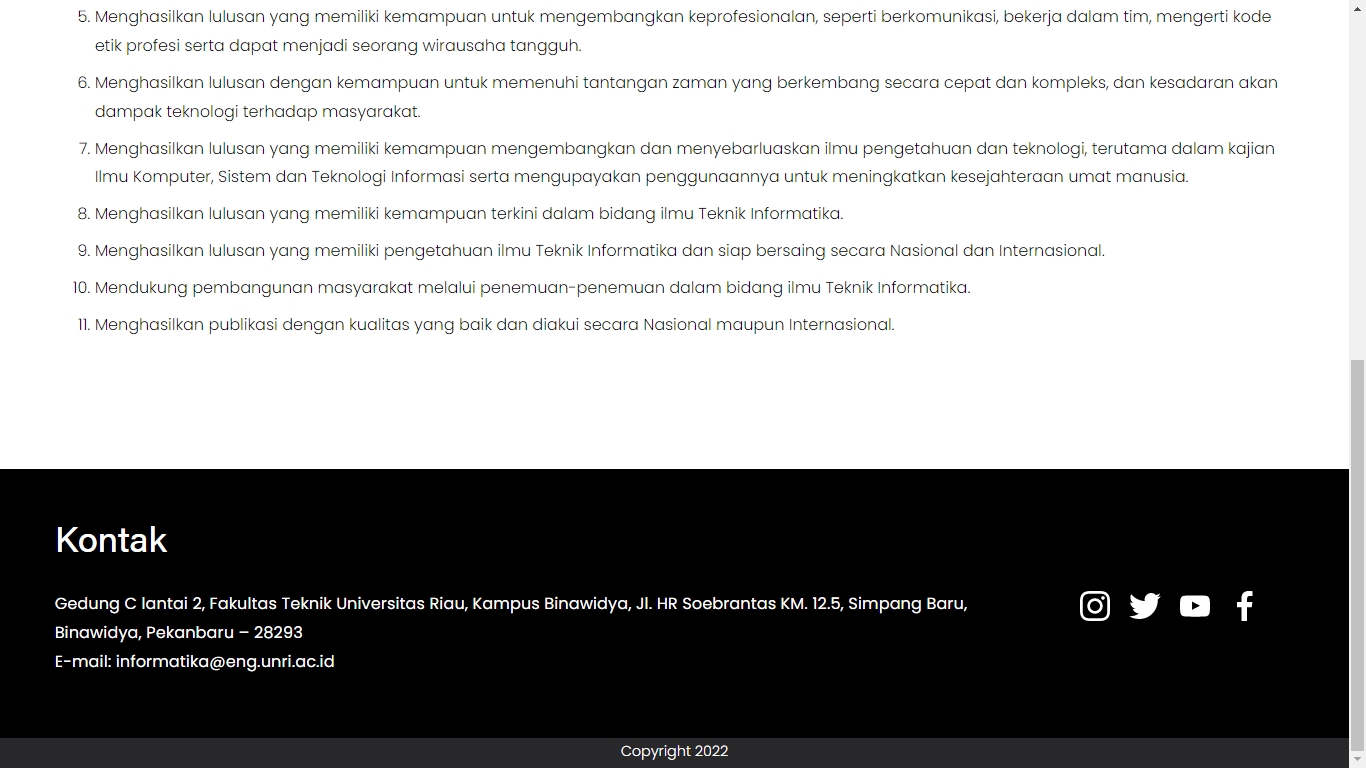 5. Menghasilkan lulusan yang memiliki kemampuan untuk mengembangkan keprofesionalan, seperti berkomunikasi, bekerja dalam tim, mengerti kode
etik profesi serta dapat menjadi seorang wirausaha tangguh.
6. Menghasilkan lulusan dengan kemampuan untuk memenuhi tantangan zaman yang berkembang secara cepat dan kompleks, dan kesadaran akan
dampak teknologi terhadap masyarakat.
7. Menghasilkan lulusan yang memiliki kemampuan mengembangkan dan menyebarluaskan ilmu pengetahuan dan teknologi, terutama dalam kajian
Ilmu Komputer, Sistem dan Teknologi Informasi serta mengupayakan penggunaannya untuk meningkatkan kesejahteraan umat manusia.
8. Menghasilkan lulusan yang memiliki kemampuan terkini dalam bidang ilmu Teknik Informatika.
9. Menghasilkan lulusan yang memiliki pengetahuan ilmu Teknik Informatika dan siap bersaing secara Nasional dan Internasional.
10. Mendukung pembangunan masyarakat melalui penemuan-penemuan dalam bidang ilmu Teknik Informatika.
11. Menghasilkan publikasi dengan kualitas yang baik dan diakui secara Nasional maupun Internasional.
Kontak
Gedung C lantai 2, Fakultas Teknik Universitas Riau, Kampus Binawidya, Jl. HR Soebrantas KM. 12.5, Simpang Baru,
Binawidya, Pekanbaru – 28293
E-mail: informatika@eng.unri.ac.id
Copyright 2022